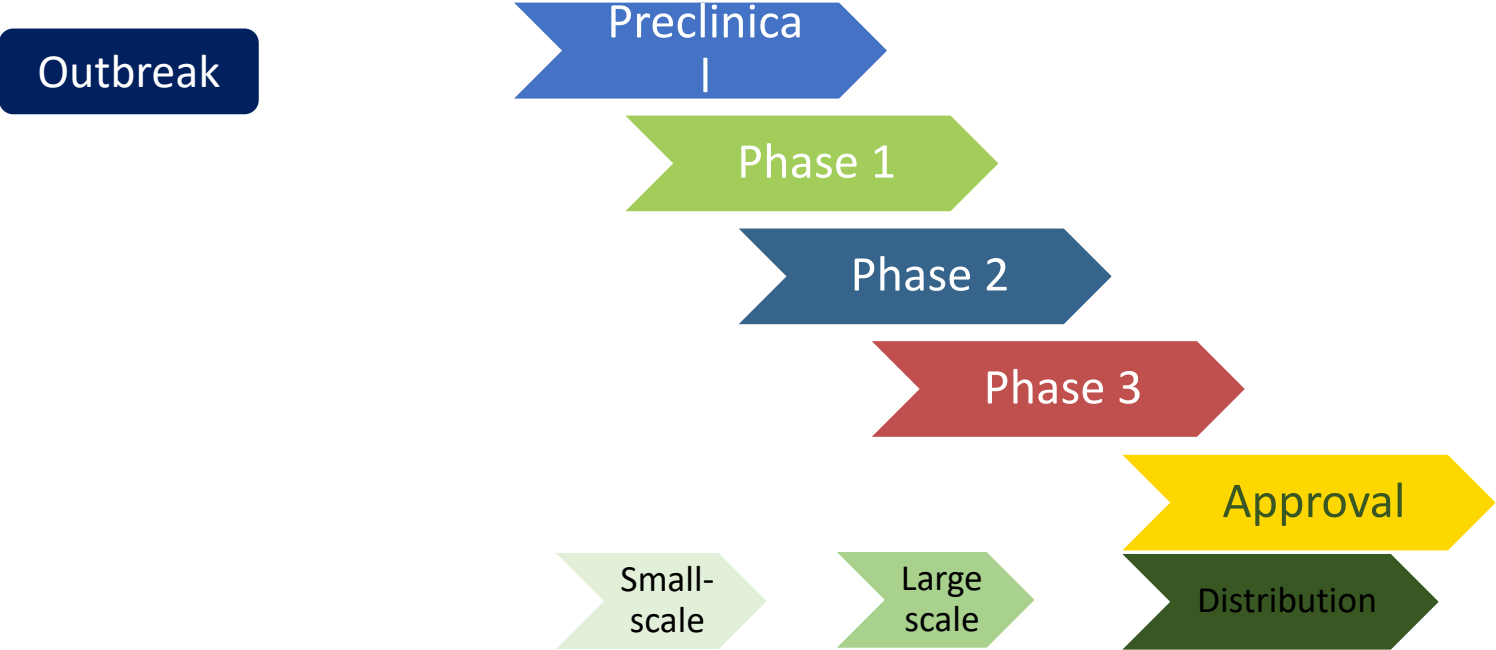 Outbreak
Preclinica
l
Phase 1
Phase 2
Phase 3
Approval
Small-
scale
Large
scale
Distribution